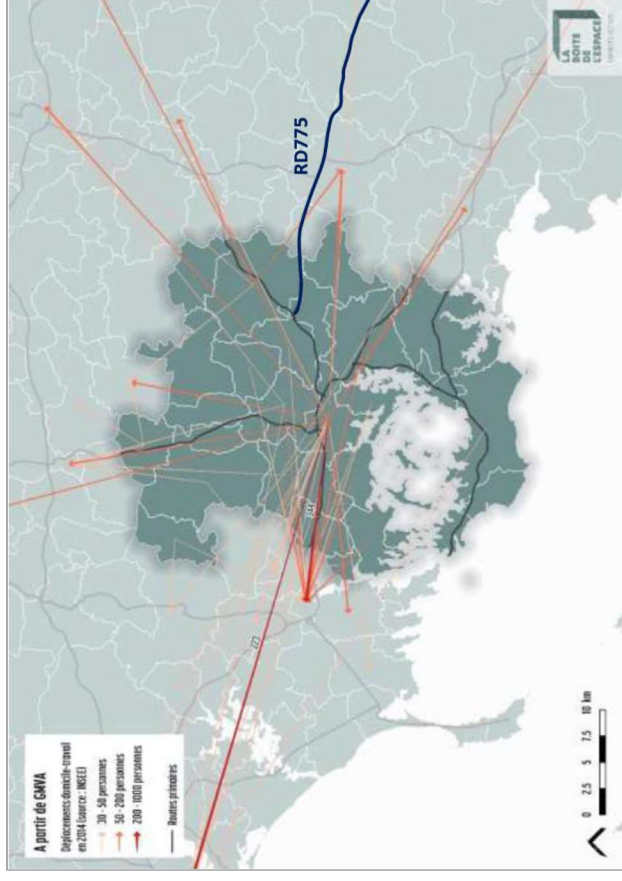 A partir de GMVA
Déplacements domicile-travail
en 2014 (source : INSEE)
30 - 50 personnes
50 - 200 personnes
200 - 1000 personnes
Routes primaires
RD775
223
0 2.5 5 7.5 10 km
LA
BOITE
DE
L'ESPACE